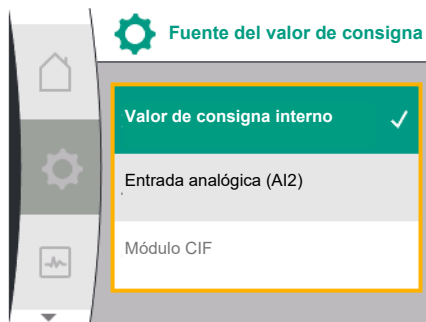 Fuente del valor de consigna
Valor de consigna interno
Entrada analógica (AI2)
Módulo CIF